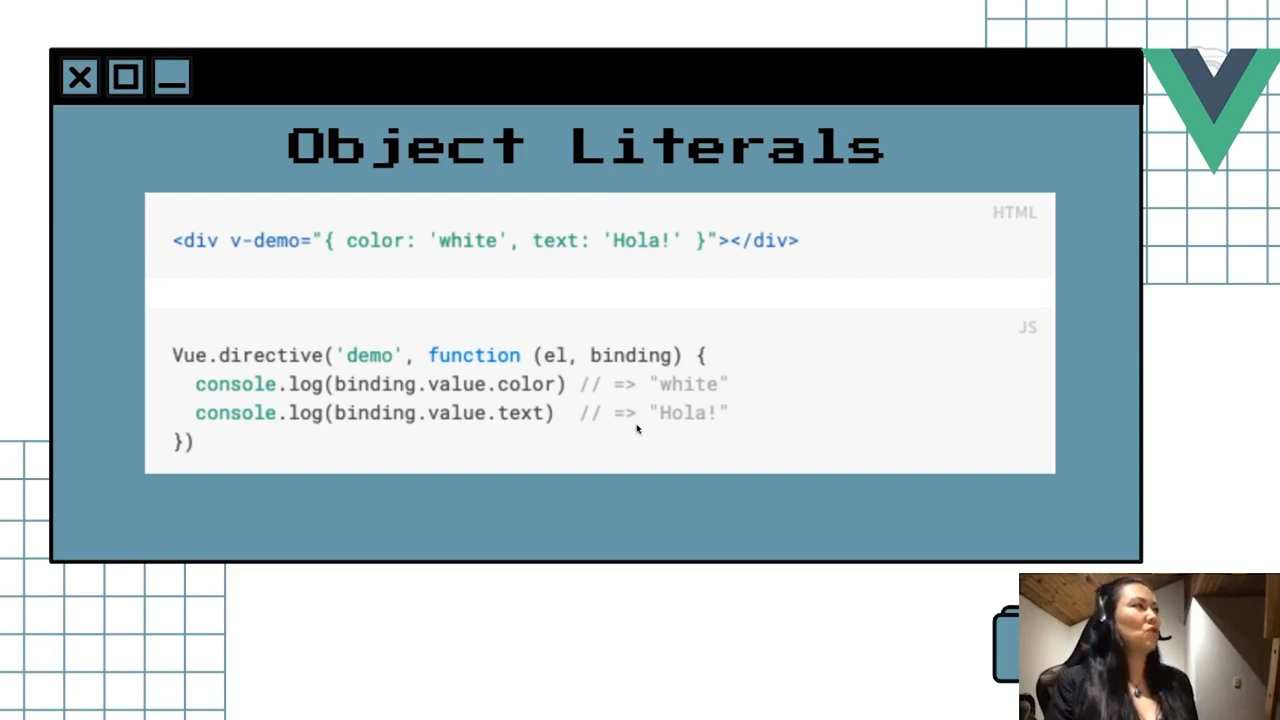 Object Literals
HTML
<div v-demo="{ color: 'white', text: 'Hola!' }"></div>
JS
Vue.directive('demo', function (el, binding) {
  console.log(binding.value.color) // => "white"
  console.log(binding.value.text)  // => "Hola!"
})